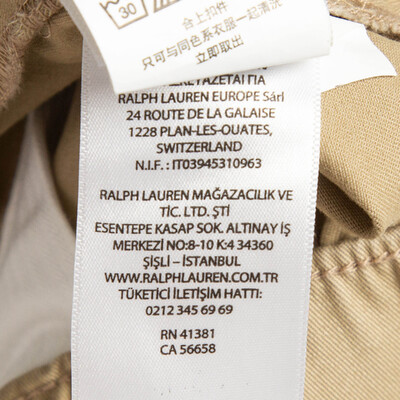 30
合上扣件
只可与同色系衣服一起清洗
立即取出
RALPH LAUREN EUROPE Sárl
24 ROUTE DE LA GALAISE
1228 PLAN-LES-OUATES,
SWITZERLAND
N.I.F. : IT03945310963
RALPH LAUREN MAĞAZACILIK VE
TİC. LTD. ŞTİ
ESENTEPE KASAP SOK. ALTINAY İŞ
MERKEZİ NO:8-10 K:4 34360
ŞİŞLİ – İSTANBUL
WWW.RALPHLAUREN.COM.TR
TÜKETİCİ İLETİŞİM HATTI:
0212 345 69 69
RN 41381
CA 56658